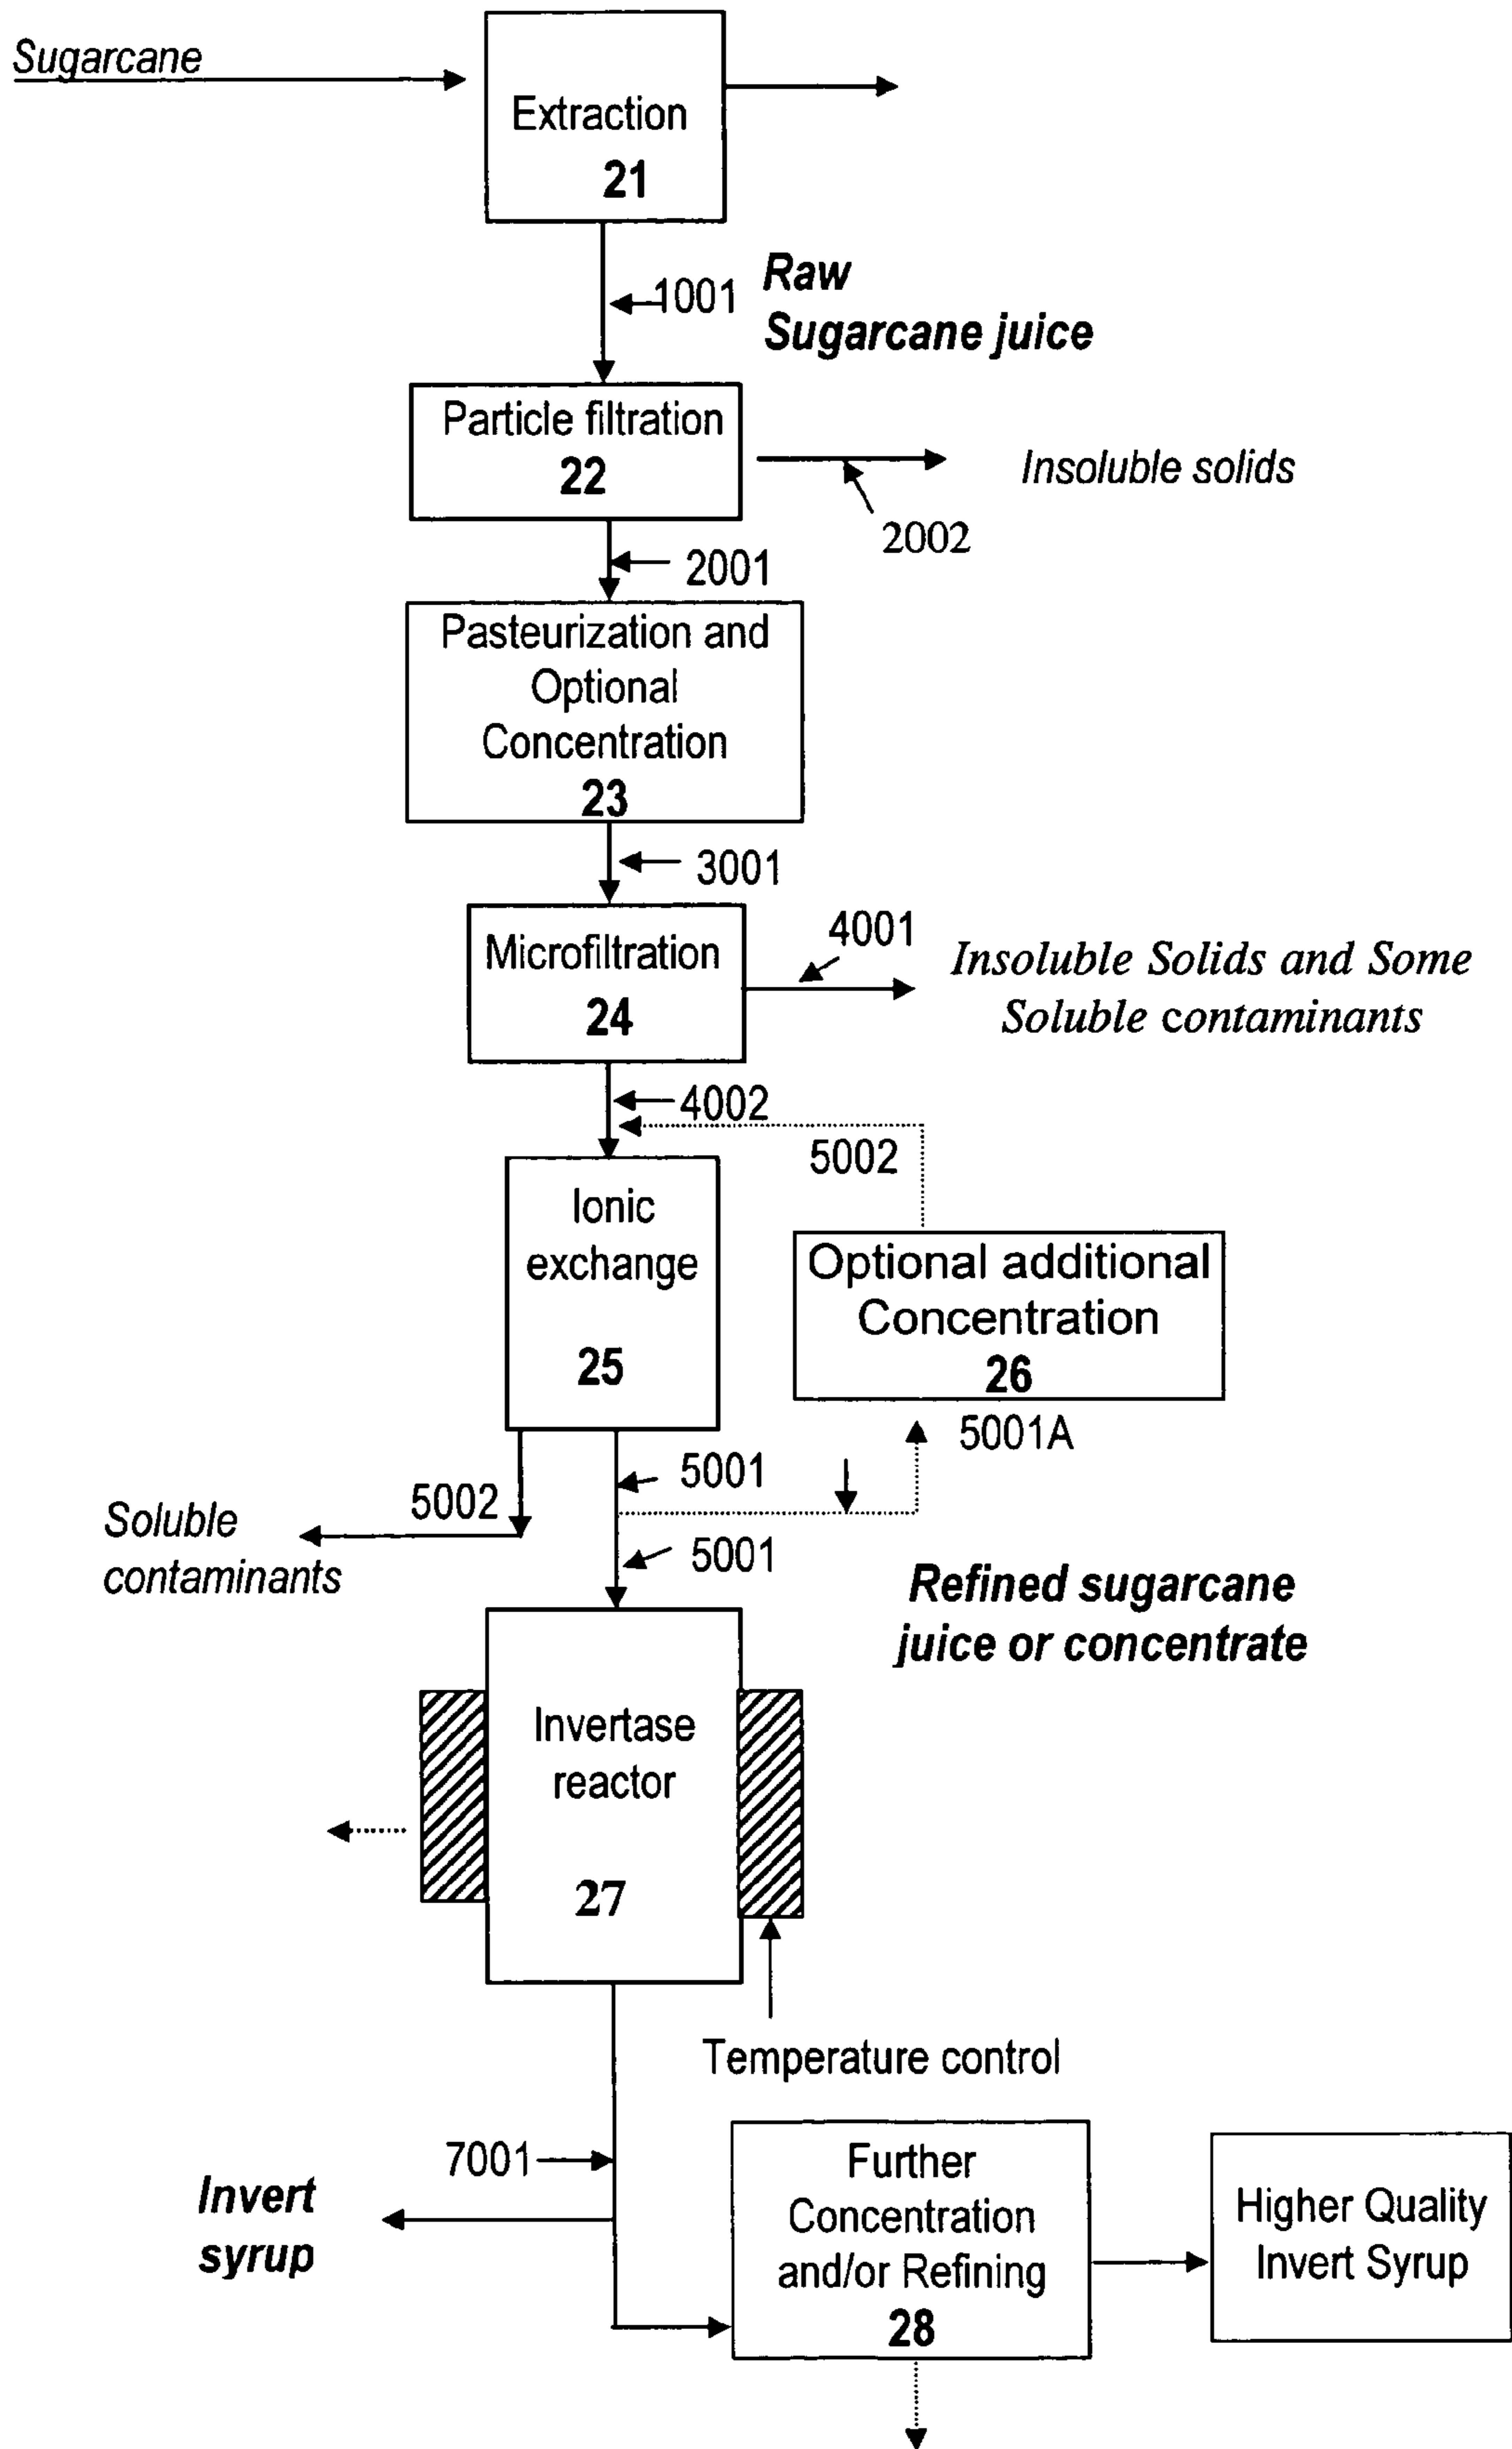 Sugarcane
Extraction
21
1001
Raw
Sugarcane juice
Particle filtration
22
Insoluble solids
2002
2001
Pasteurization and
Optional
Concentration
23
3001
Microfiltration
24
4001
Insoluble Solids and Some
Soluble contaminants
4002
5002
Ionic
exchange
25
Optional additional
Concentration
26
5001A
5001
5002
Soluble
contaminants
5001
Refined sugarcane
juice or concentrate
Invertase
reactor
27
Temperature control
7001
Invert
syrup
Further
Concentration
and/or Refining
28
Higher Quality
Invert Syrup